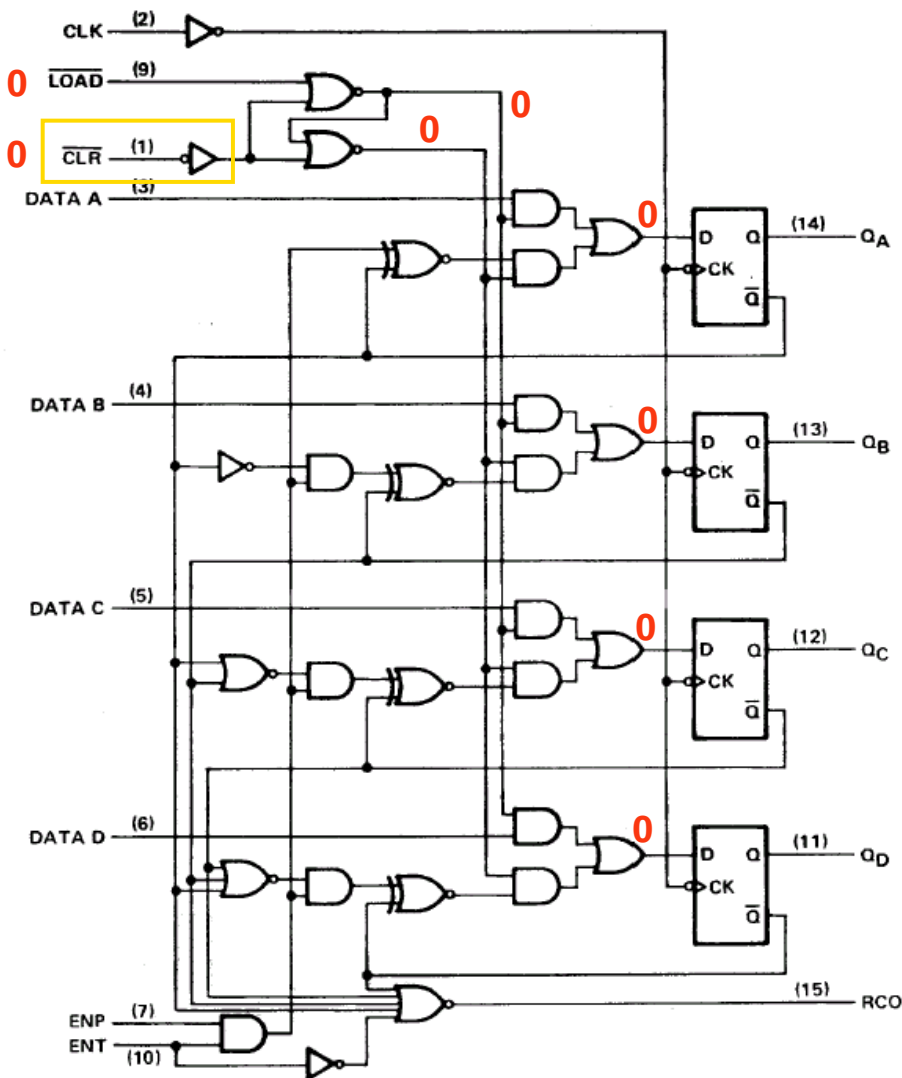 CLK (2)
LOAD (9)
0
0
0
CLR (1)
0
DATA A (3)
0
D Q (14) QA
CK
Q
DATA B (4)
0
D Q (13) QB
CK
Q
DATA C (5)
0
D Q (12) QC
CK
Q
DATA D (6)
0
D Q (11) QD
CK
Q
(15) RCO
ENP (7)
ENT (10)